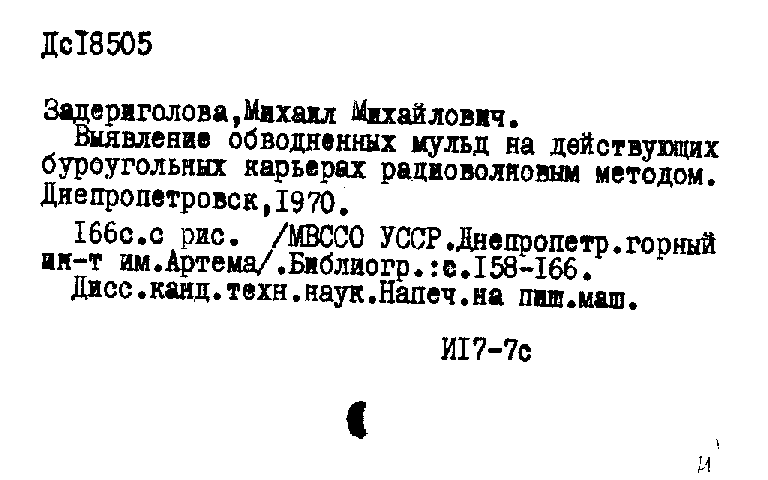 Дс18505
Задериголова,Михаил Михайлович.
Выявление обводненных мульд на действующих
буроугольных карьерах радиоволновым методом.
Днепропетровск,1970.
166с.с рис. /МВССО УССР.Днепропетр.горный
ин-т им.Артема/.Библиогр.:с.158-166.
Дисс.канд.техн.наук.Напеч.на пиш.маш.
И17-7с
И